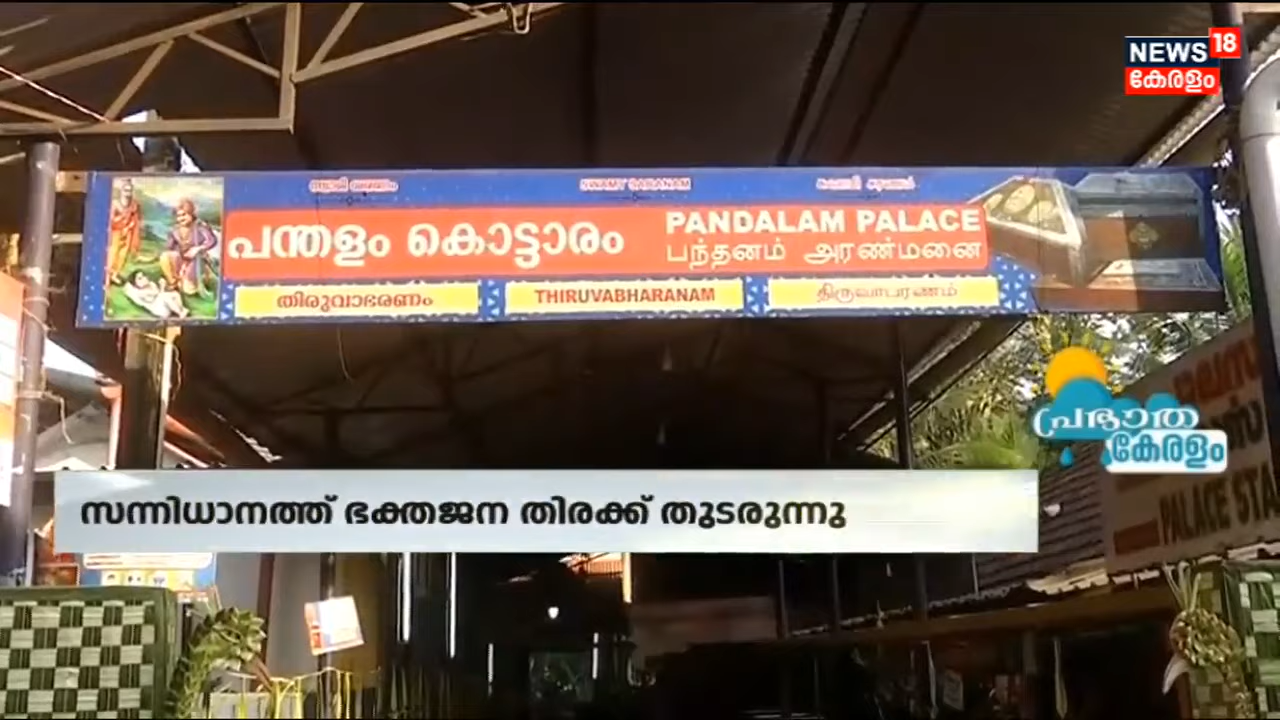 NEWS 18
കേരളം
സ്വാമി ശരണം
SWAMY SARANAM
പന്തളം കൊട്ടാരം
PANDALAM PALACE
பந்தளம் அரண்மனை
തിരുവാഭരണം
THIRUVABHARANAM
திருவாபரணம்
പ്രഭാത
കേരളം
സന്നിധാനത്ത് ഭക്തജന തിരക്ക് തുടരുന്നു
PALACE STA